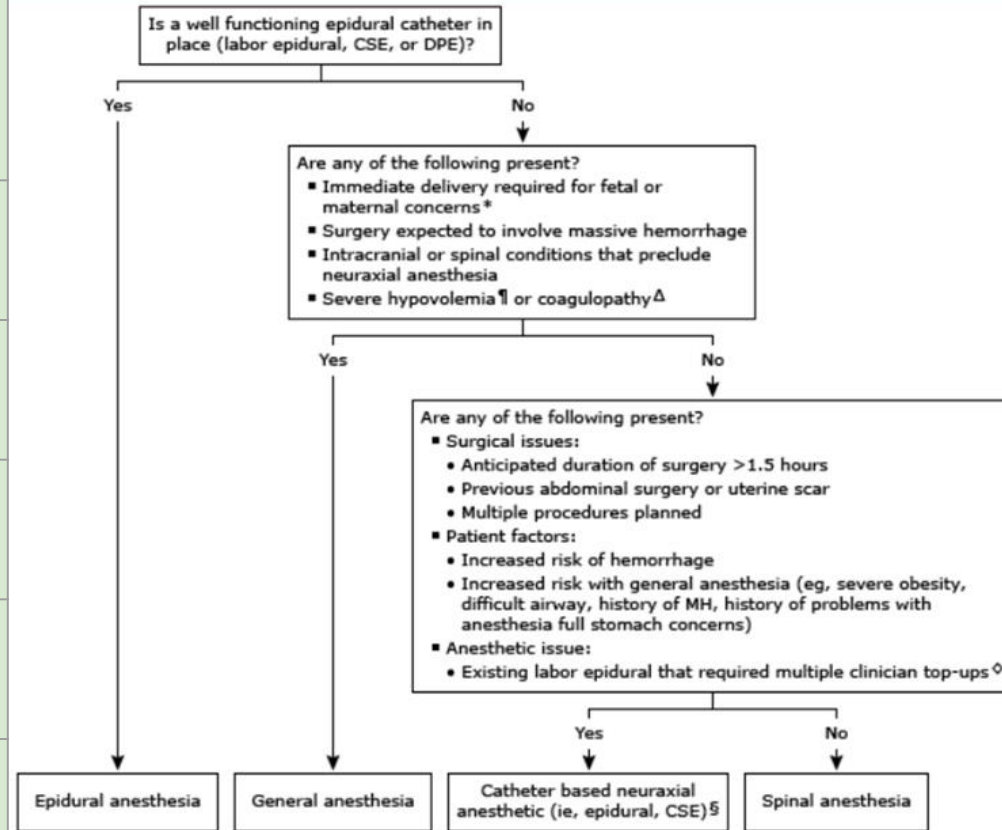 Is a well functioning epidural catheter in
place (labor epidural, CSE, or DPE)?
Yes
No
Are any of the following present?
▪ Immediate delivery required for fetal or
maternal concerns*
▪ Surgery expected to involve massive hemorrhage
▪ Intracranial or spinal conditions that preclude
neuraxial anesthesia
▪ Severe hypovolemia¶ or coagulopathyΔ
Yes
No
Are any of the following present?
▪ Surgical issues:
• Anticipated duration of surgery >1.5 hours
• Previous abdominal surgery or uterine scar
• Multiple procedures planned
▪ Patient factors:
• Increased risk of hemorrhage
• Increased risk with general anesthesia (eg, severe obesity,
difficult airway, history of MH, history of problems with
anesthesia full stomach concerns)
▪ Anesthetic issue:
• Existing labor epidural that required multiple clinician top-ups◊
Yes
No
Epidural anesthesia
General anesthesia
Catheter based neuraxial
anesthetic (ie, epidural, CSE)§
Spinal anesthesia